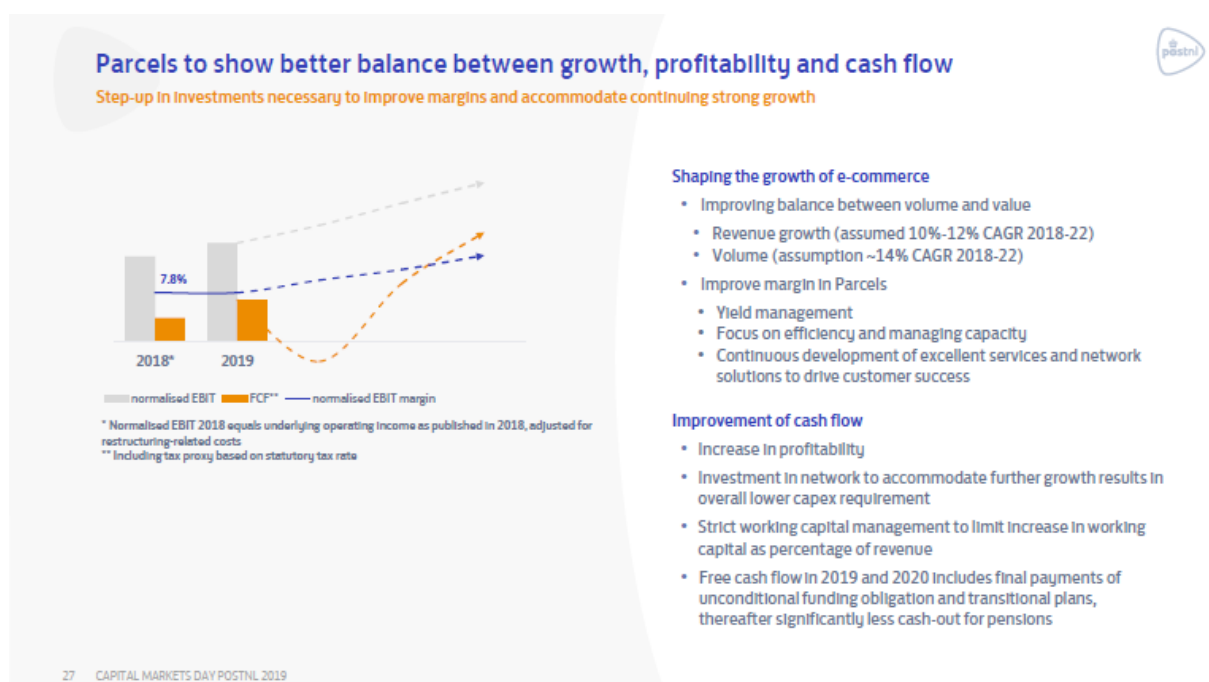 postnl
Parcels to show better balance between growth, profitability and cash flow
Step-up in investments necessary to improve margins and accommodate continuing strong growth
7.8%
2018* 2019
normalised EBIT FCF** normalised EBIT margin
* Normalised EBIT 2018 equals underlying operating income as published in 2018, adjusted for
restructuring-related costs
** Including tax proxy based on statutory tax rate
Shaping the growth of e-commerce
• Improving balance between volume and value
• Revenue growth (assumed 10%-12% CAGR 2018-22)
• Volume (assumption ~14% CAGR 2018-22)
• Improve margin in Parcels
• Yield management
• Focus on efficiency and managing capacity
• Continuous development of excellent services and network
solutions to drive customer success
Improvement of cash flow
• Increase in profitability
• Investment in network to accommodate further growth results in
overall lower capex requirement
• Strict working capital management to limit increase in working
capital as percentage of revenue
• Free cash flow in 2019 and 2020 includes final payments of
unconditional funding obligation and transitional plans,
thereafter significantly less cash-out for pensions
27 CAPITAL MARKETS DAY POSTNL 2019